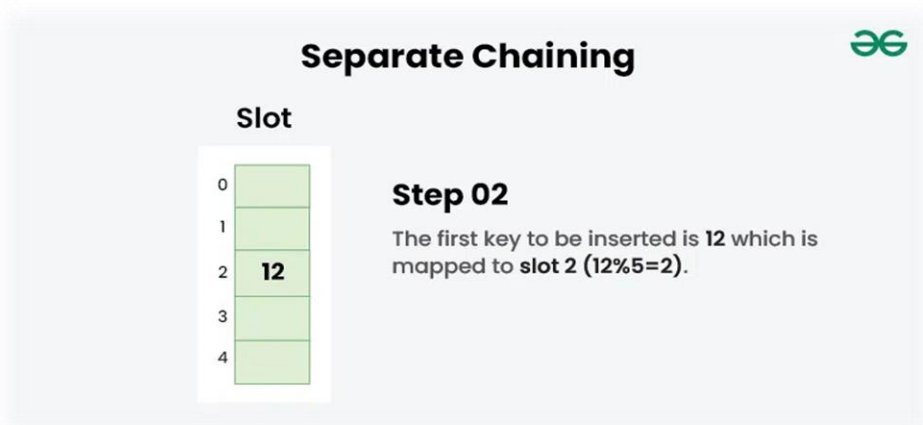 Separate Chaining
Slot
0
1
2 12
3
4
Step 02
The first key to be inserted is 12 which is
mapped to slot 2 (12%5=2).